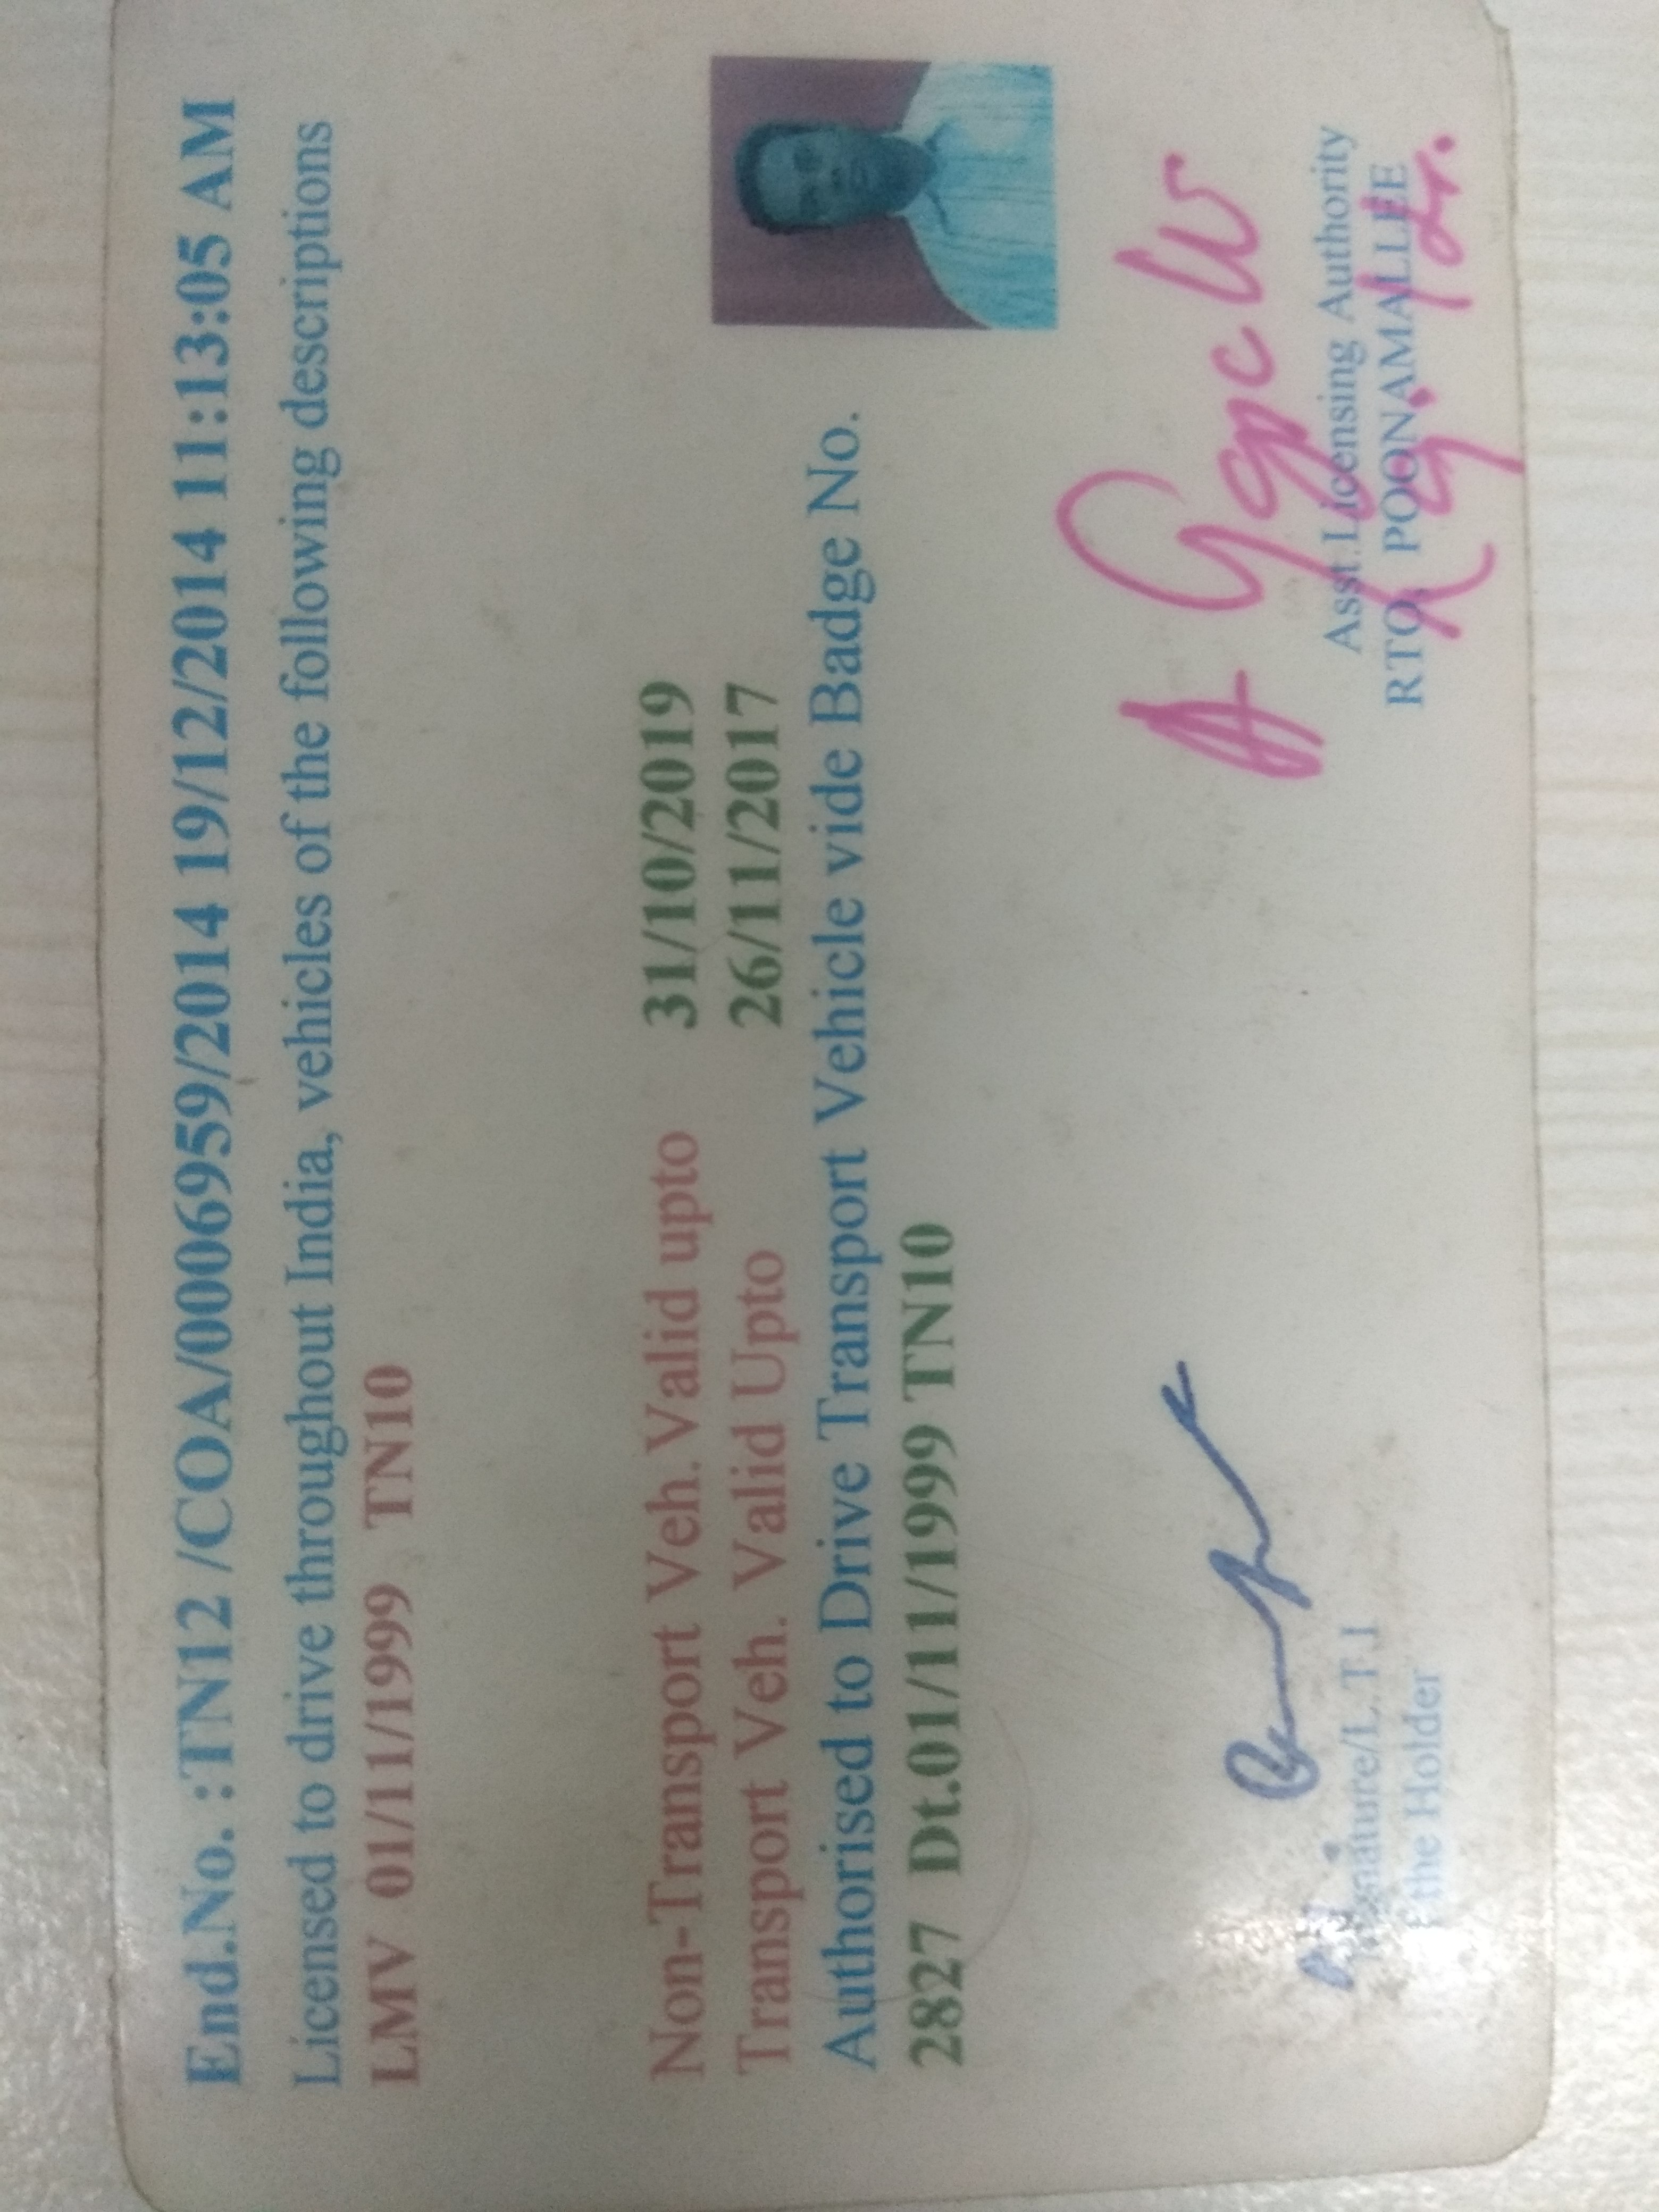 End.No. :TN12 /COA/0006959/2014 19/12/2014 11:13:05 AM
Licensed to drive throughout India, vehicles of the following descriptions
LMV 01/11/1999 TN10
Non-Transport Veh.Valid upto 31/10/2019
Transport Veh. Valid Upto 26/11/2017
Authorised to Drive Transport Vehicle vide Badge No.
2827 Dt.01/11/1999 TN10
Asst.Licensing Authority
RTO, POONAMALLEE
the Holder